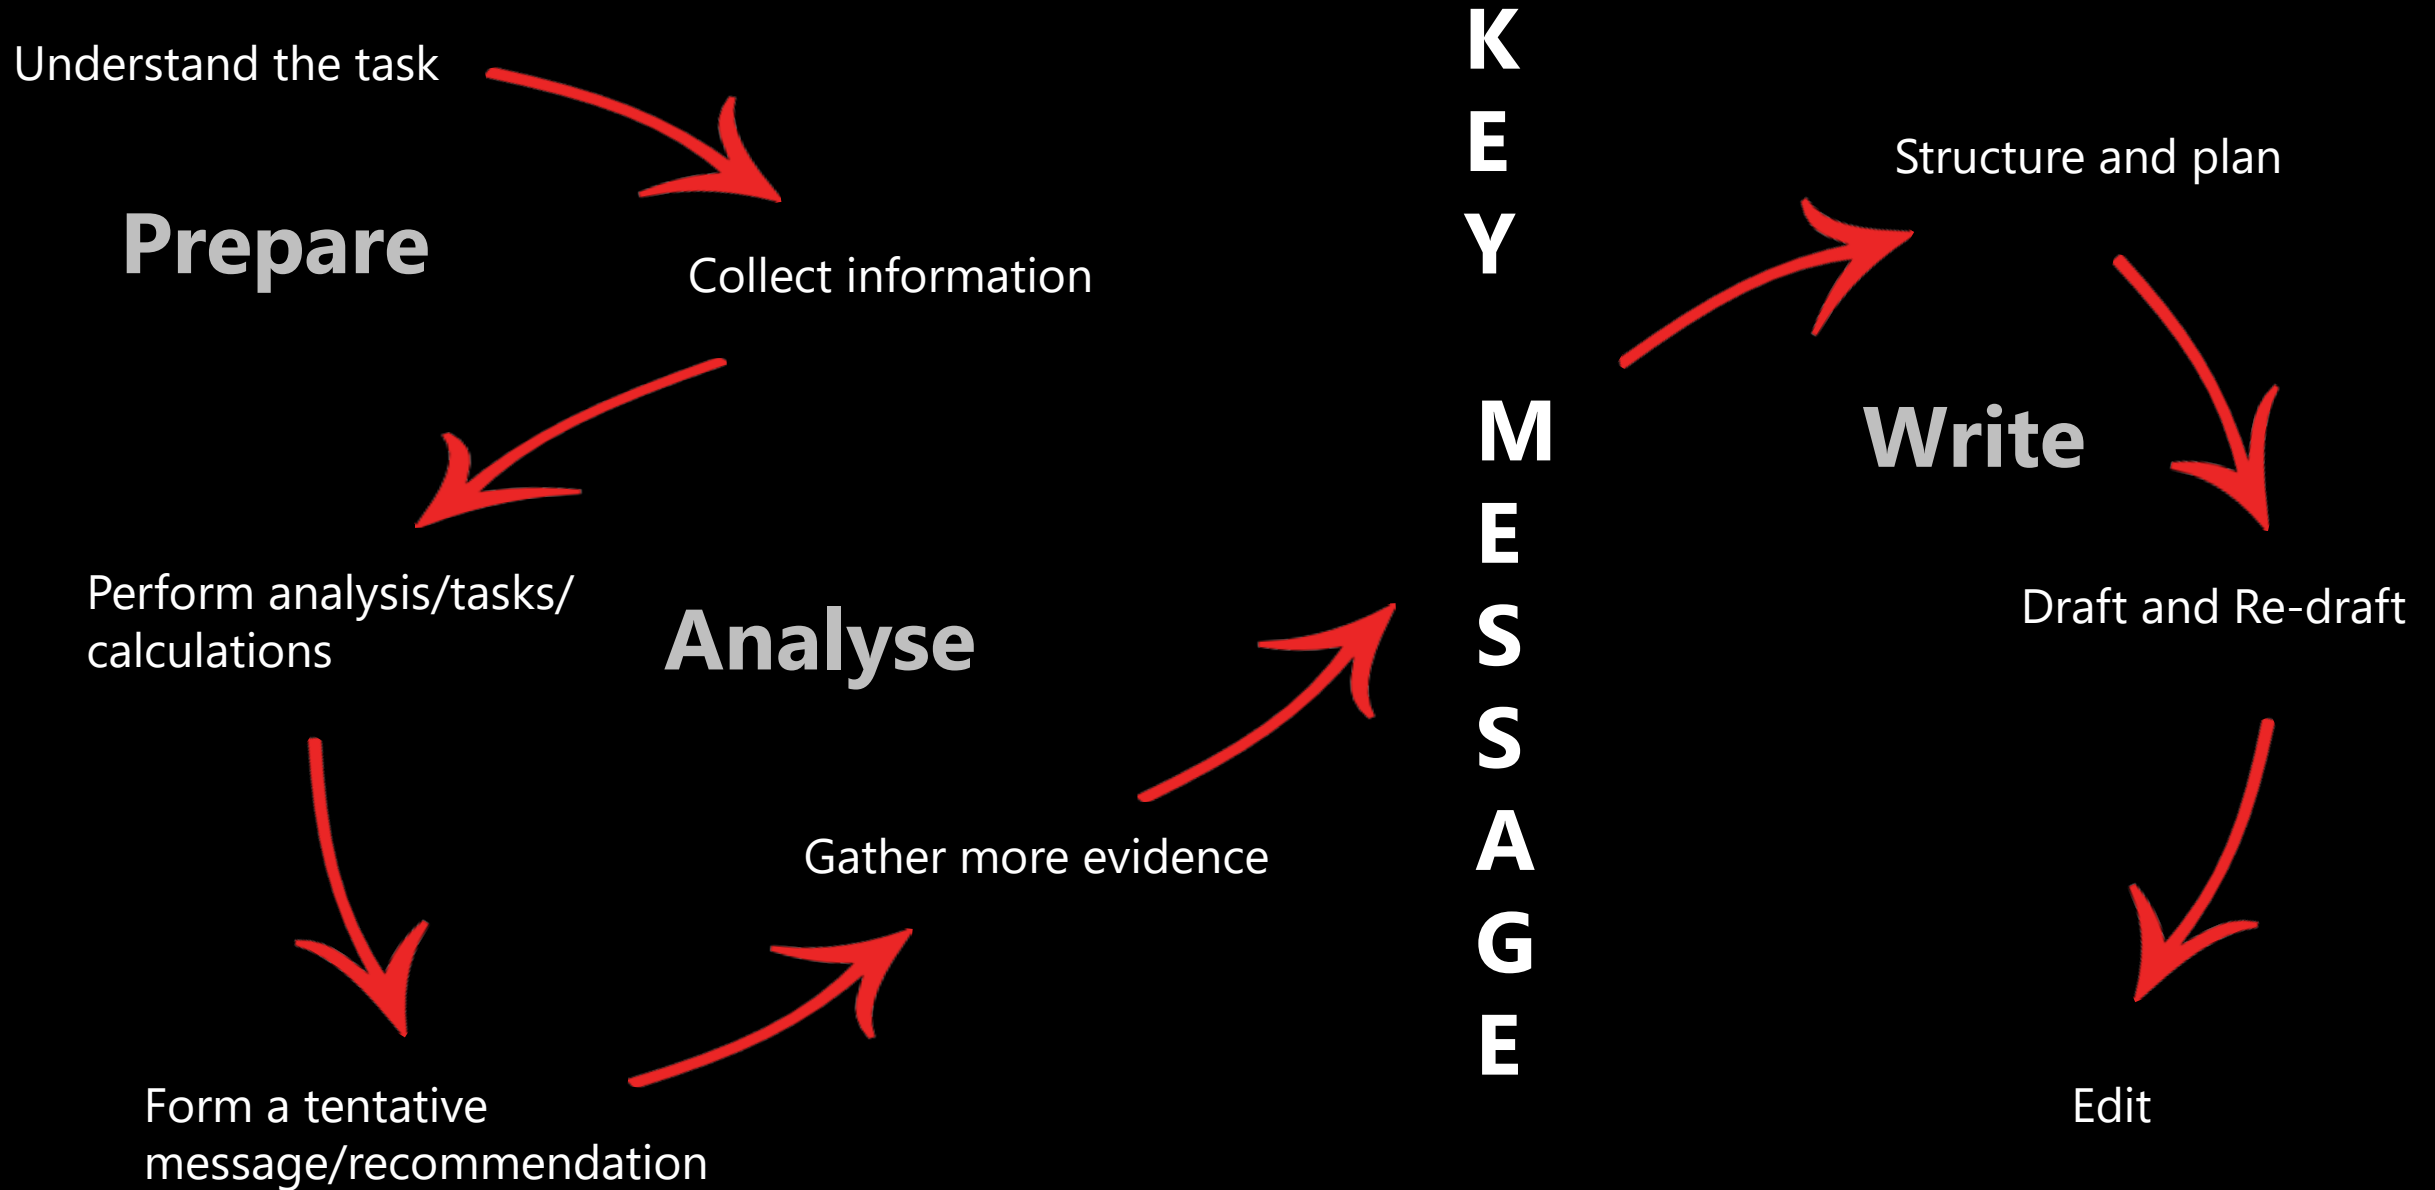 Understand the task
Prepare
Collect information
Perform analysis/tasks/
calculations
Analyse
Form a tentative
message/recommendation
Gather more evidence
K
E
Y
M
E
S
S
A
G
E
Structure and plan
Write
Draft and Re-draft
Edit